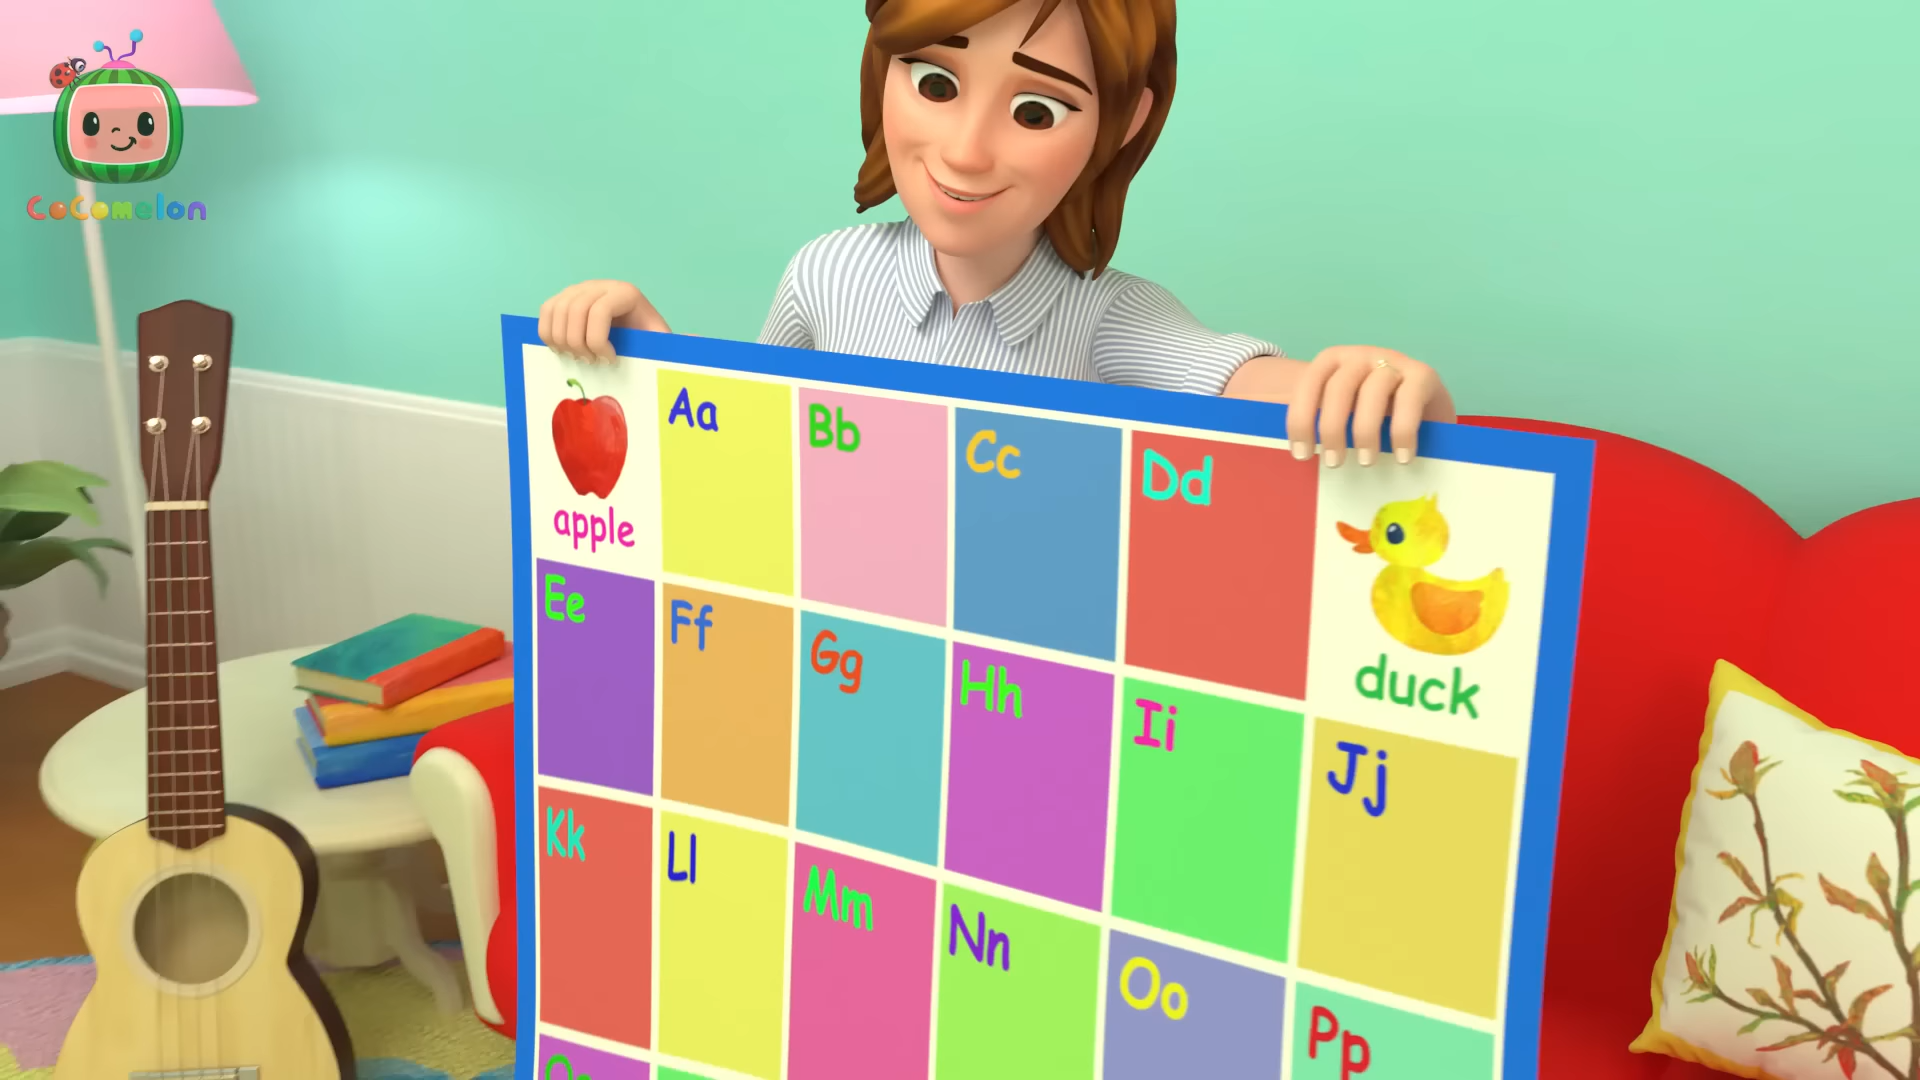 CoComelon
apple
Aa
Bb
Cc
Dd
duck
Ee
Ff
Gg
Hh
Ii
Jj
Kk
Ll
Mm
Nn
Oo
Pp